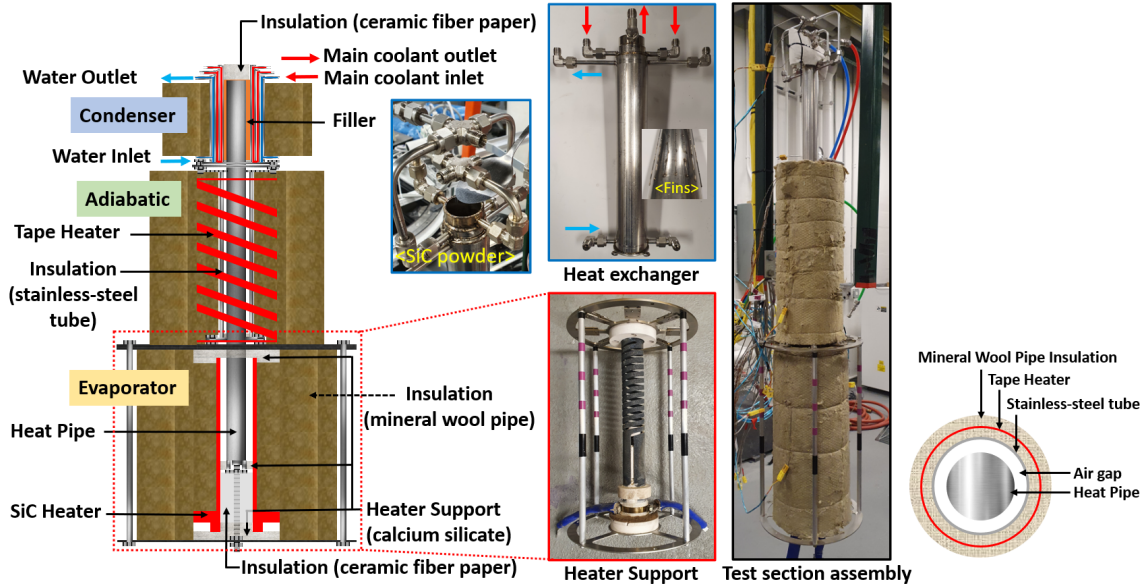 Insulation (ceramic fiber paper)
Main coolant outlet
Main coolant inlet
Water Outlet
Condenser
Filler
Water Inlet
Adiabatic
Tape Heater
Insulation
(stainless-steel
tube)
Evaporator
Insulation
(mineral wool pipe)
Heat Pipe
SiC Heater
Heater Support
(calcium silicate)
Insulation (ceramic fiber paper)
<SiC powder>
<Fins>
Heat exchanger
Heater Support
Test section assembly
Mineral Wool Pipe Insulation
Tape Heater
Stainless-steel tube
Air gap
Heat Pipe